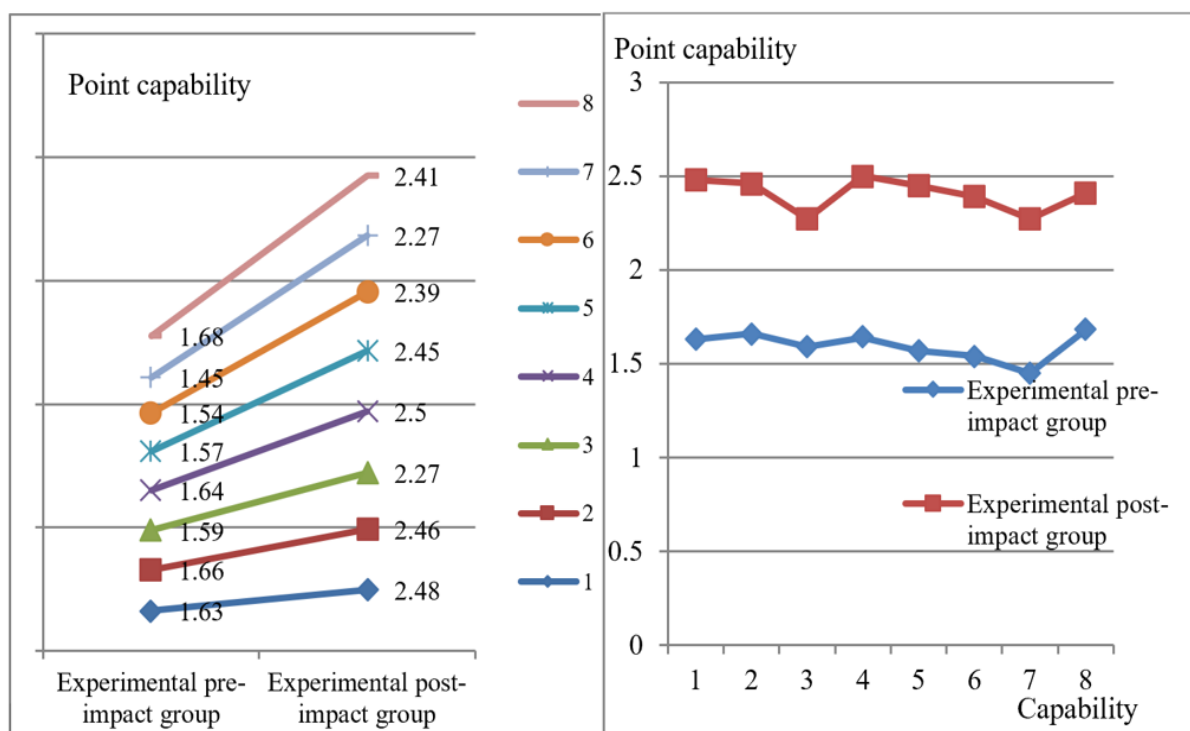 Point capability
2.41
2.27
2.39
2.45
2.5
2.27
2.46
2.48
1.68
1.45
1.54
1.57
1.64
1.59
1.66
1.63
Experimental pre-
impact group
Experimental post-
impact group
8
7
6
5
4
3
2
1
Point capability
3
2.5
2
1.5
1
0.5
0
1 2 3 4 5 6 7 8
Capability
Experimental pre-
impact group
Experimental post-
impact group